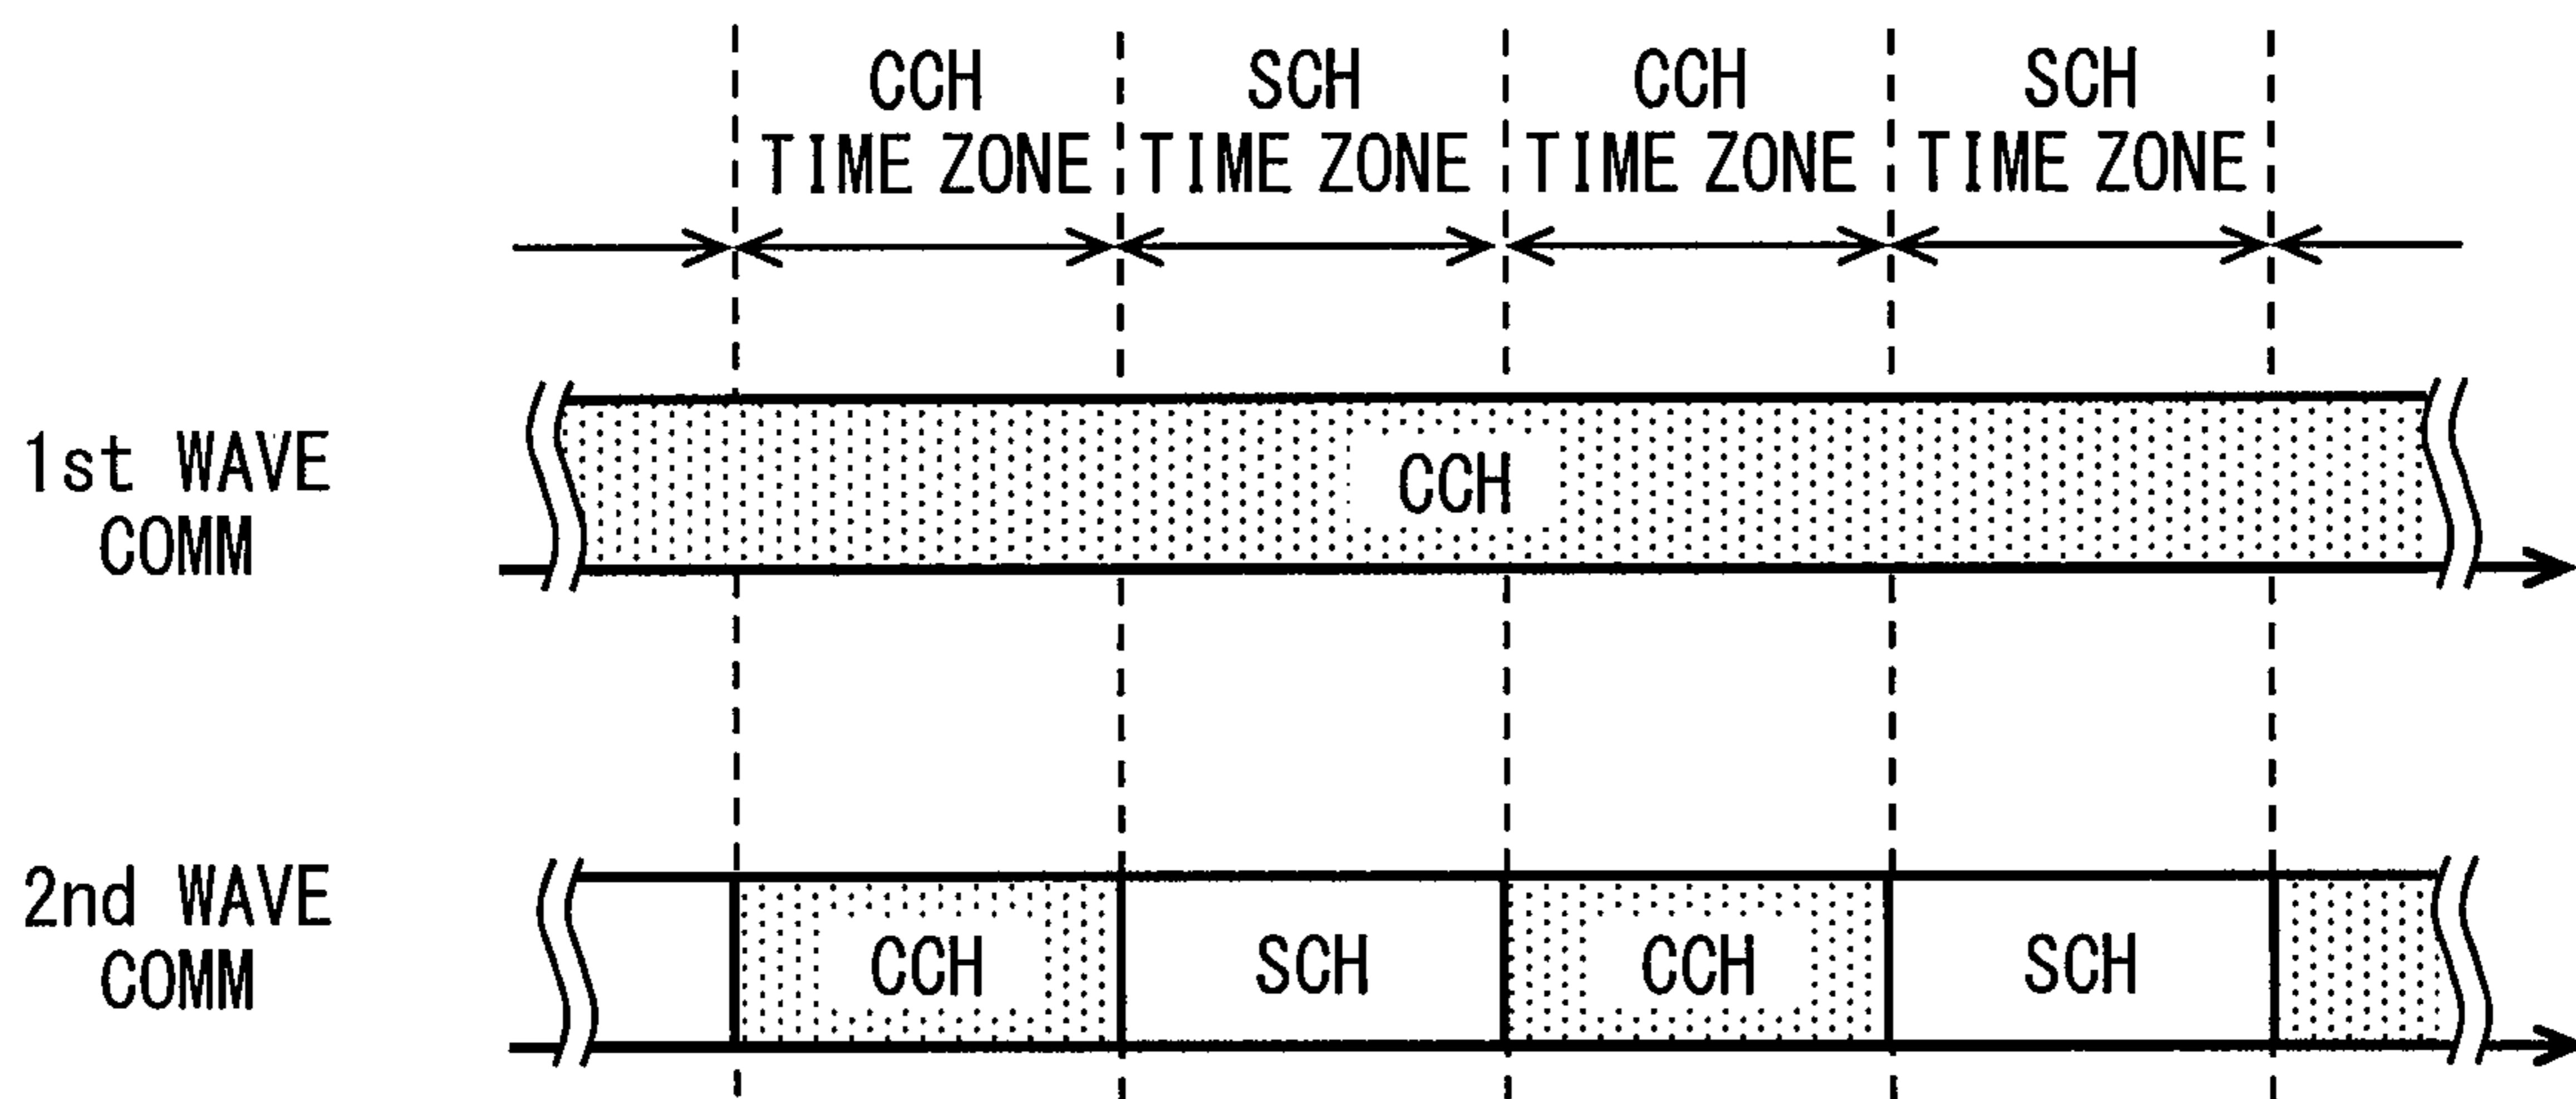 CCH SCH CCH SCH
TIME ZONE TIME ZONE TIME ZONE TIME ZONE
1st WAVE
COMM
CCH
2nd WAVE
COMM
CCH SCH CCH SCH